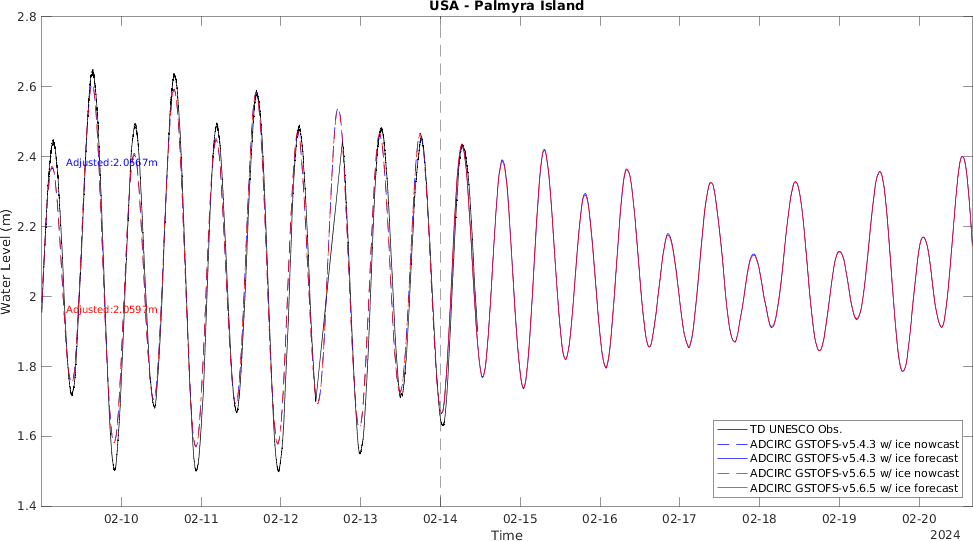 USA - Palmyra Island
2.8
2.6
2.4
2.2
2
1.8
1.6
1.4
Water Level (m)
Adjusted:2.0567m
Adjusted:2.0597m
TD UNESCO Obs.
ADCIRC GSTOFS-v5.4.3 w/ ice nowcast
ADCIRC GSTOFS-v5.4.3 w/ ice forecast
ADCIRC GSTOFS-v5.6.5 w/ ice nowcast
ADCIRC GSTOFS-v5.6.5 w/ ice forecast
02-10 02-11 02-12 02-13 02-14 02-15 02-16 02-17 02-18 02-19 02-20
Time
2024